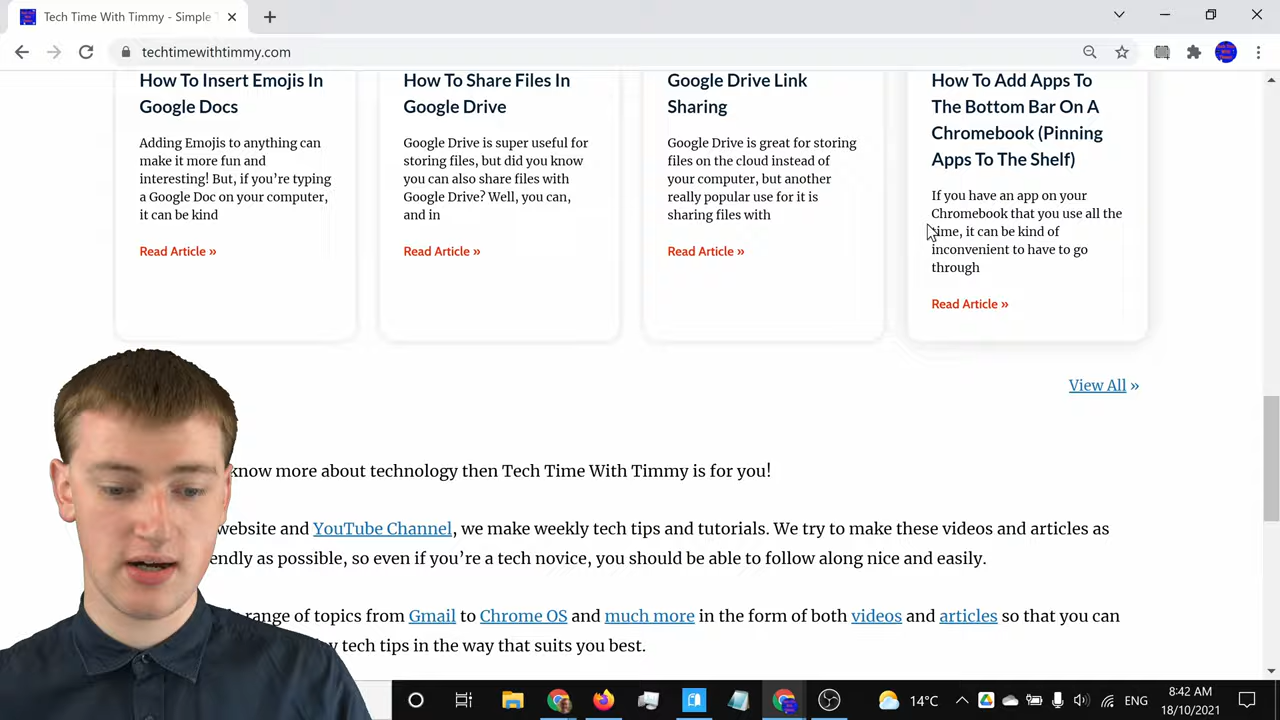 Tech Time With Timmy - Simple
techtimewithtimmy.com
How To Insert Emojis In
Google Docs
Adding Emojis to anything can
make it more fun and
interesting! But, if you’re typing
a Google Doc on your computer,
it can be kind
Read Article »
How To Share Files In
Google Drive
Google Drive is super useful for
storing files, but did you know
you can also share files with
Google Drive? Well, you can,
and in
Read Article »
Google Drive Link
Sharing
Google Drive is great for storing
files on the cloud instead of
your computer, but another
really popular use for it is
sharing files with
Read Article »
How To Add Apps To
The Bottom Bar On A
Chromebook (Pinning
Apps To The Shelf)
If you have an app on your
Chromebook that you use all the
time, it can be kind of
inconvenient to have to go
through
Read Article »
View All »
know more about technology then Tech Time With Timmy is for you!
website and YouTube Channel, we make weekly tech tips and tutorials. We try to make these videos and articles as
endly as possible, so even if you’re a tech novice, you should be able to follow along nice and easily.
range of topics from Gmail to Chrome OS and much more in the form of both videos and articles so that you can
tech tips in the way that suits you best.
14°C
ENG
8:42 AM
18/10/2021